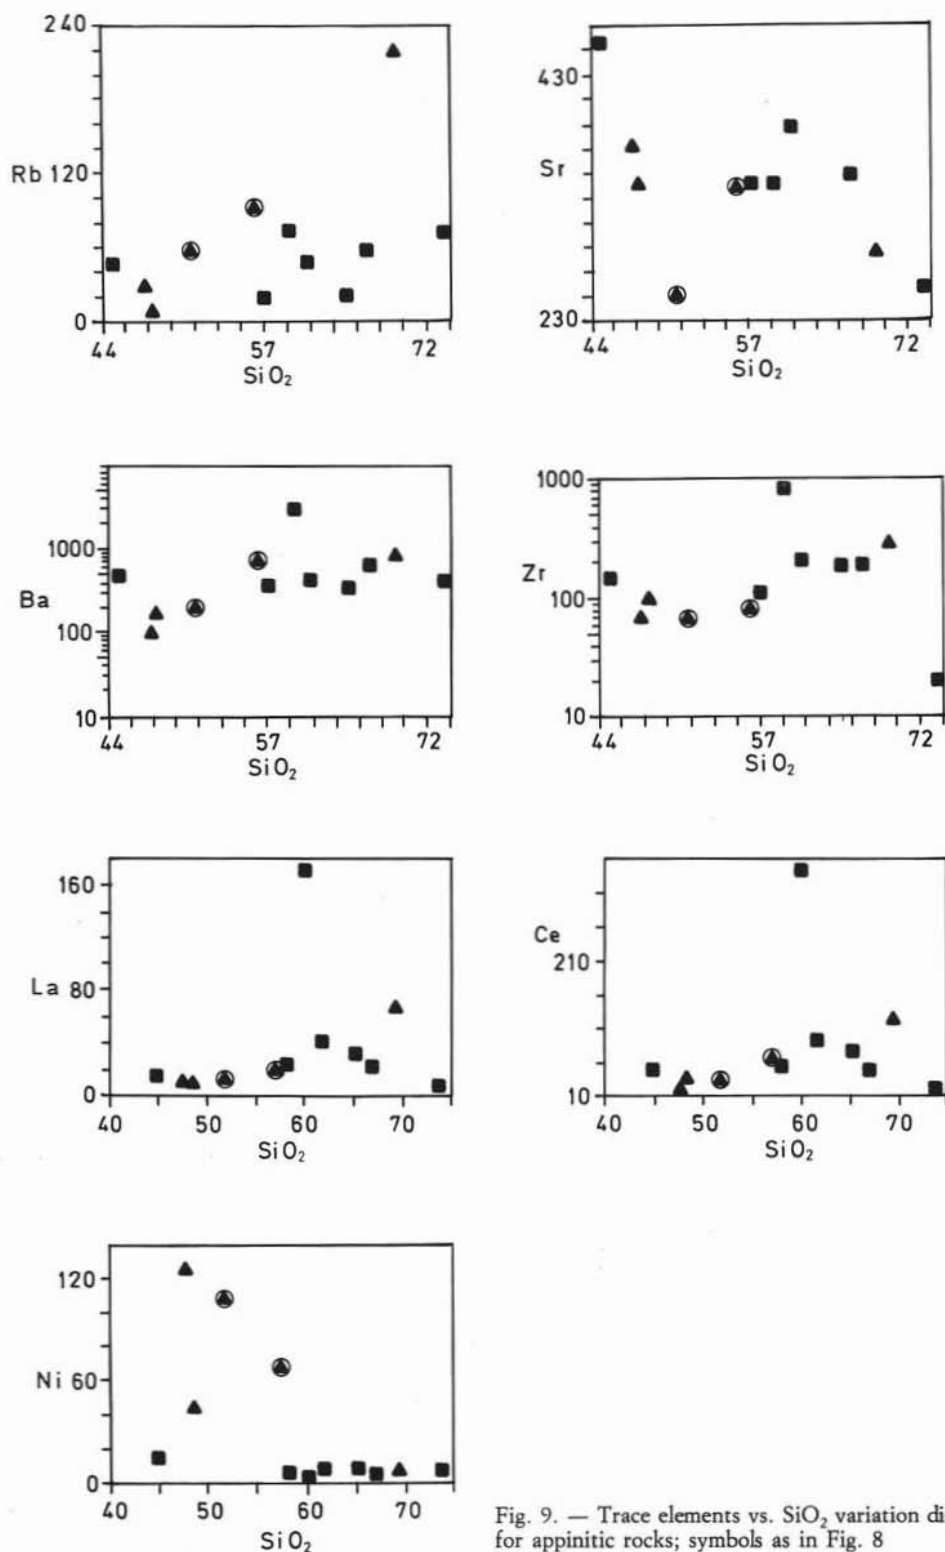 240
Rb 120
0
44 57 72
SiO₂
430
Sr
230
44 57 72
SiO₂
1000
Ba
100
10
44 57 72
SiO₂
1000
Zr
100
10
44 57 72
SiO₂
160
La 80
0
40 50 60 70
SiO₂
Ce
210
10
40 50 60 70
SiO₂
120
Ni 60
0
40 50 60 70
SiO₂
Fig. 9. — Trace elements vs. SiO₂ variation di
for appinitic rocks; symbols as in Fig. 8